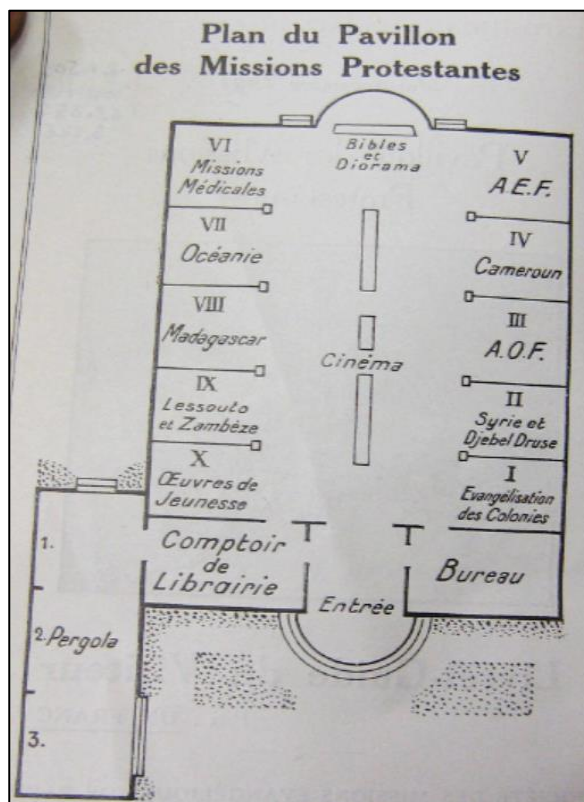 Plan du Pavillon
des Missions Protestantes
Bibles
et
Diorama
VI
Missions
Médicales
VII
Océanie
VIII
Madagascar
IX
Lessouto
et Zambèze
X
Œuvres de
Jeunesse
Cinéma
V
A.E.F.
IV
Cameroun
III
A.O.F.
II
Syrie et
Djebel Druse
I
Evangélisation
des Colonies
Comptoir
de
Librairie
Entrée
Bureau
1.
2. Pergola
3.